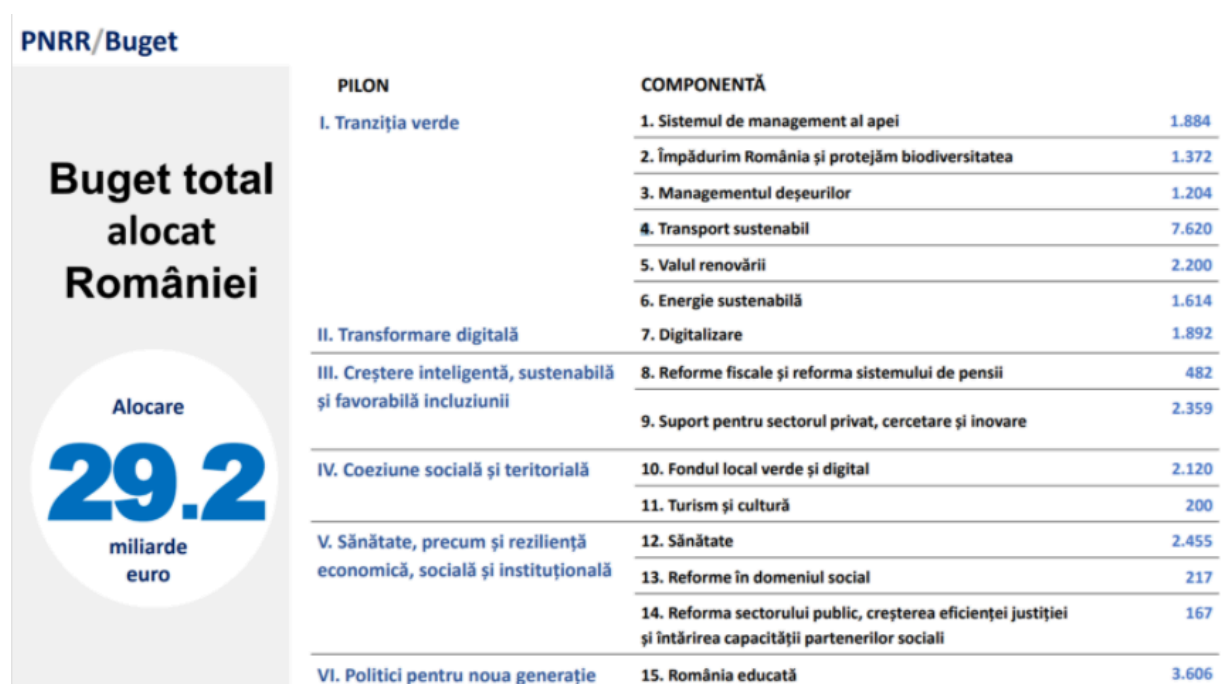 PNRR/Buget
Buget total
alocat
României
Alocare
29.2
miliarde
euro
PILON COMPONENTĂ
I. Tranziția verde 1. Sistemul de management al apei 1.884
2. Împădurim România și protejăm biodiversitatea 1.372
3. Managementul deșeurilor 1.204
4. Transport sustenabil 7.620
5. Valul renovării 2.200
6. Energie sustenabilă 1.614
II. Transformare digitală 7. Digitalizare 1.892
III. Creștere inteligentă, sustenabilă 8. Reforme fiscale și reforma sistemului de pensii 482
și favorabilă incluziunii 9. Suport pentru sectorul privat, cercetare și inovare 2.359
IV. Coeziune socială și teritorială 10. Fondul local verde și digital 2.120
11. Turism și cultură 200
V. Sănătate, precum și reziliență 12. Sănătate 2.455
economică, socială și instituțională 13. Reforme în domeniul social 217
14. Reforma sectorului public, creșterea eficienței justiției 167
și întărirea capacității partenerilor sociali
VI. Politici pentru noua generație 15. România educată 3.606